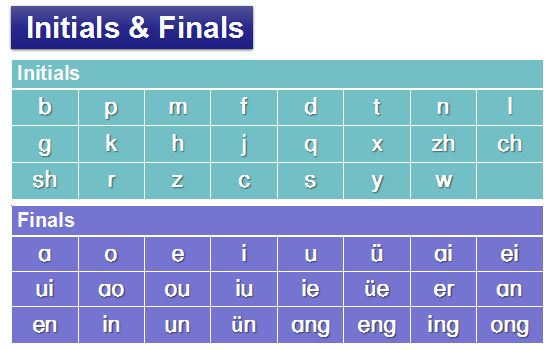 Initials & Finals
Initials
b p m f d t n l
g k h j q x zh ch
sh r z c s y w
Finals
ɑ o e i u ü ɑi ei
ui ɑo ou iu ie üe er ɑn
en in un ün ɑng eng ing ong